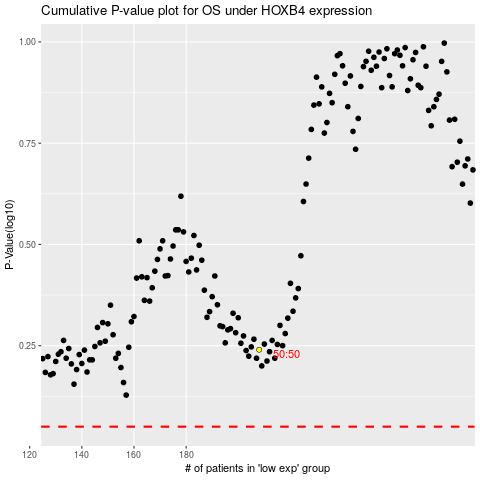 Cumulative P-value plot for OS under HOXB4 expression
P-Value(log10)
1.00
0.75
0.50
0.25
50:50
120 140 160 180
# of patients in 'low exp' group